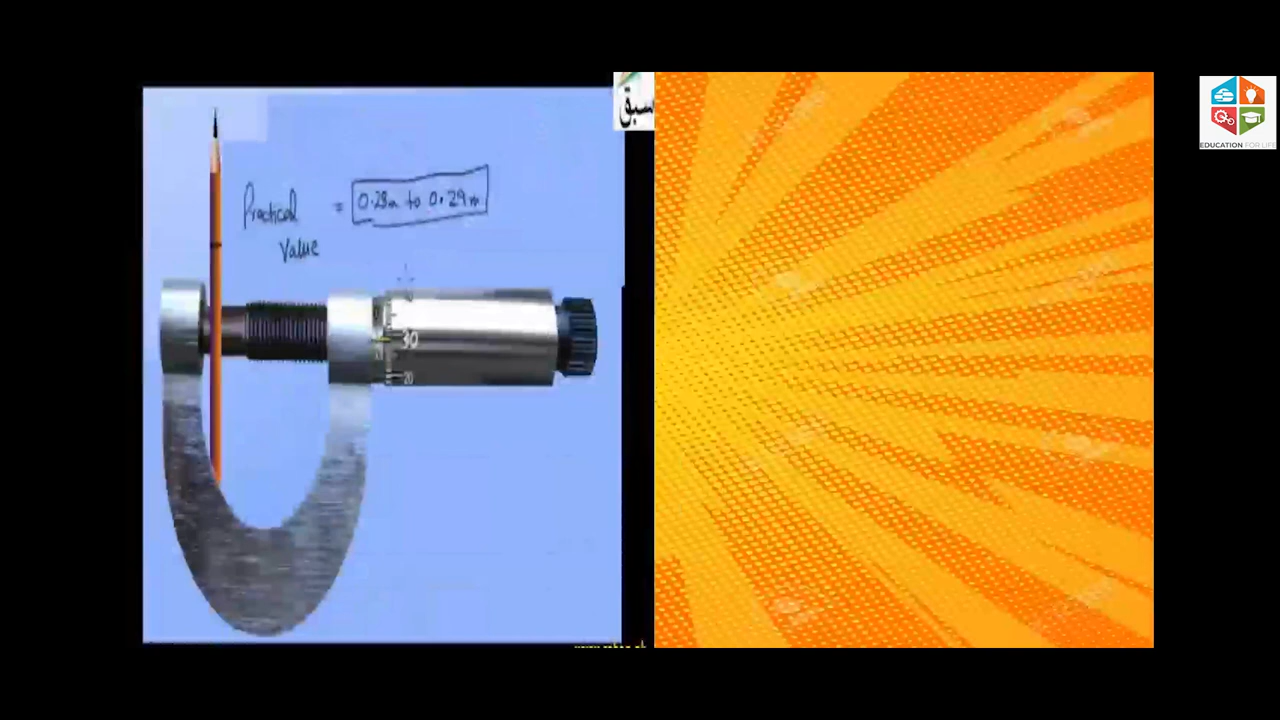 سبق
Practical = 0.28m to 0.29m
Value
30
20
EDUCATION FOR LIFE